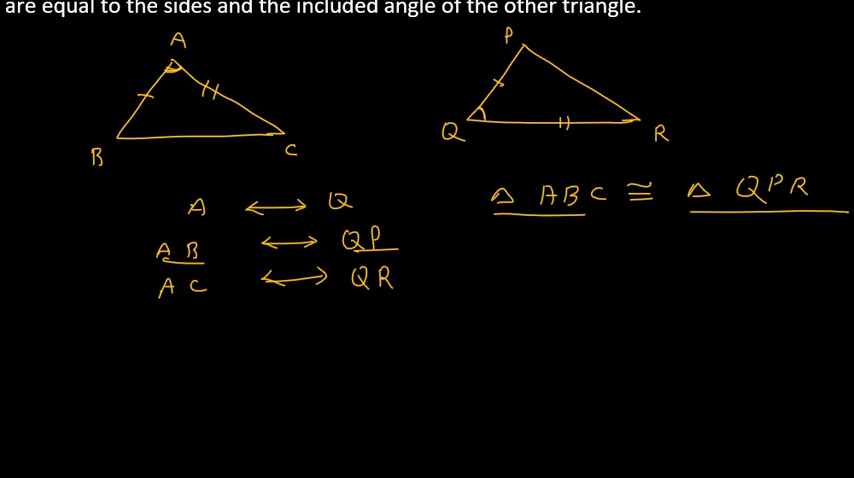 are equal to the sides and the included angle of the other triangle.
A
B
C
P
Q
R
A ↔ Q
AB ↔ QP
AC ↔ QR
△ ABC ≅ △ QPR